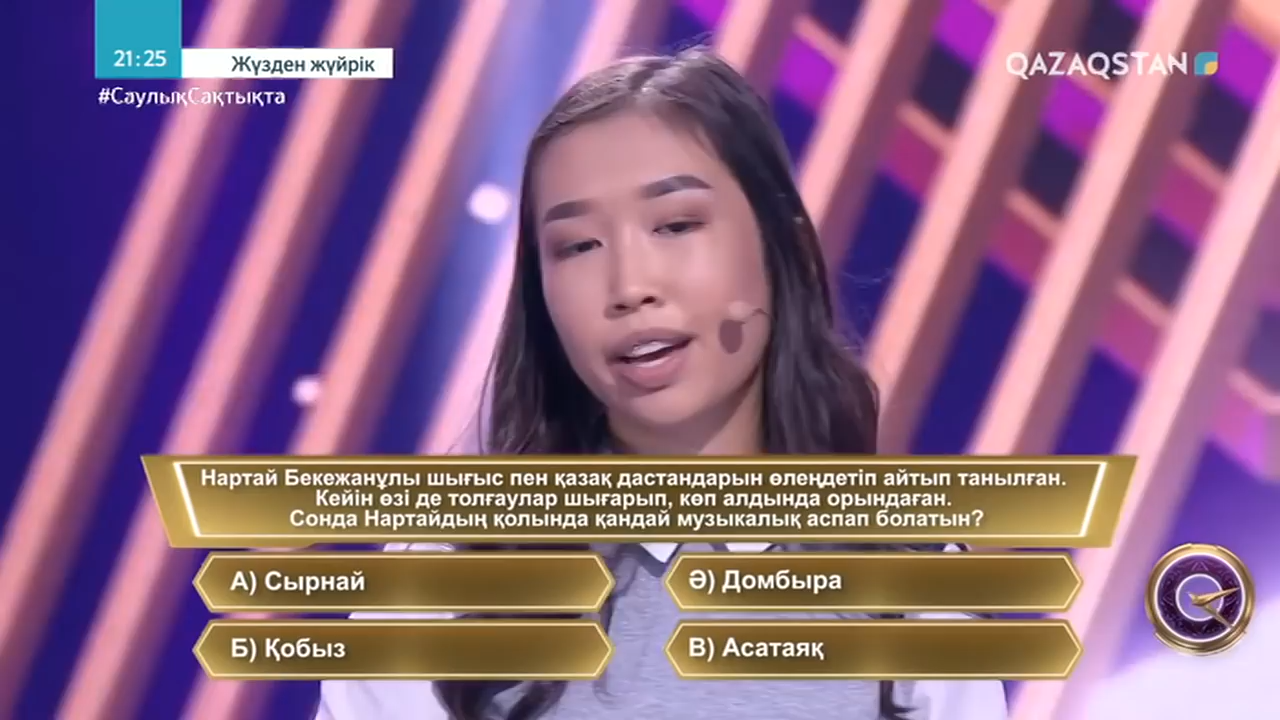 21:25
Жүзден жүйрік
#СаулықСақтықта
QAZAQSTAN
Нартай Бекежанұлы шығыс пен қазақ дастандарын өлеңдетіп айтып танылған.
Кейін өзі де толғаулар шығарып, көп алдында орындаған.
Сонда Нартайдың қолында қандай музыкалық аспап болатын?
А) Сырнай
Ә) Домбыра
Б) Қобыз
В) Асатаяқ